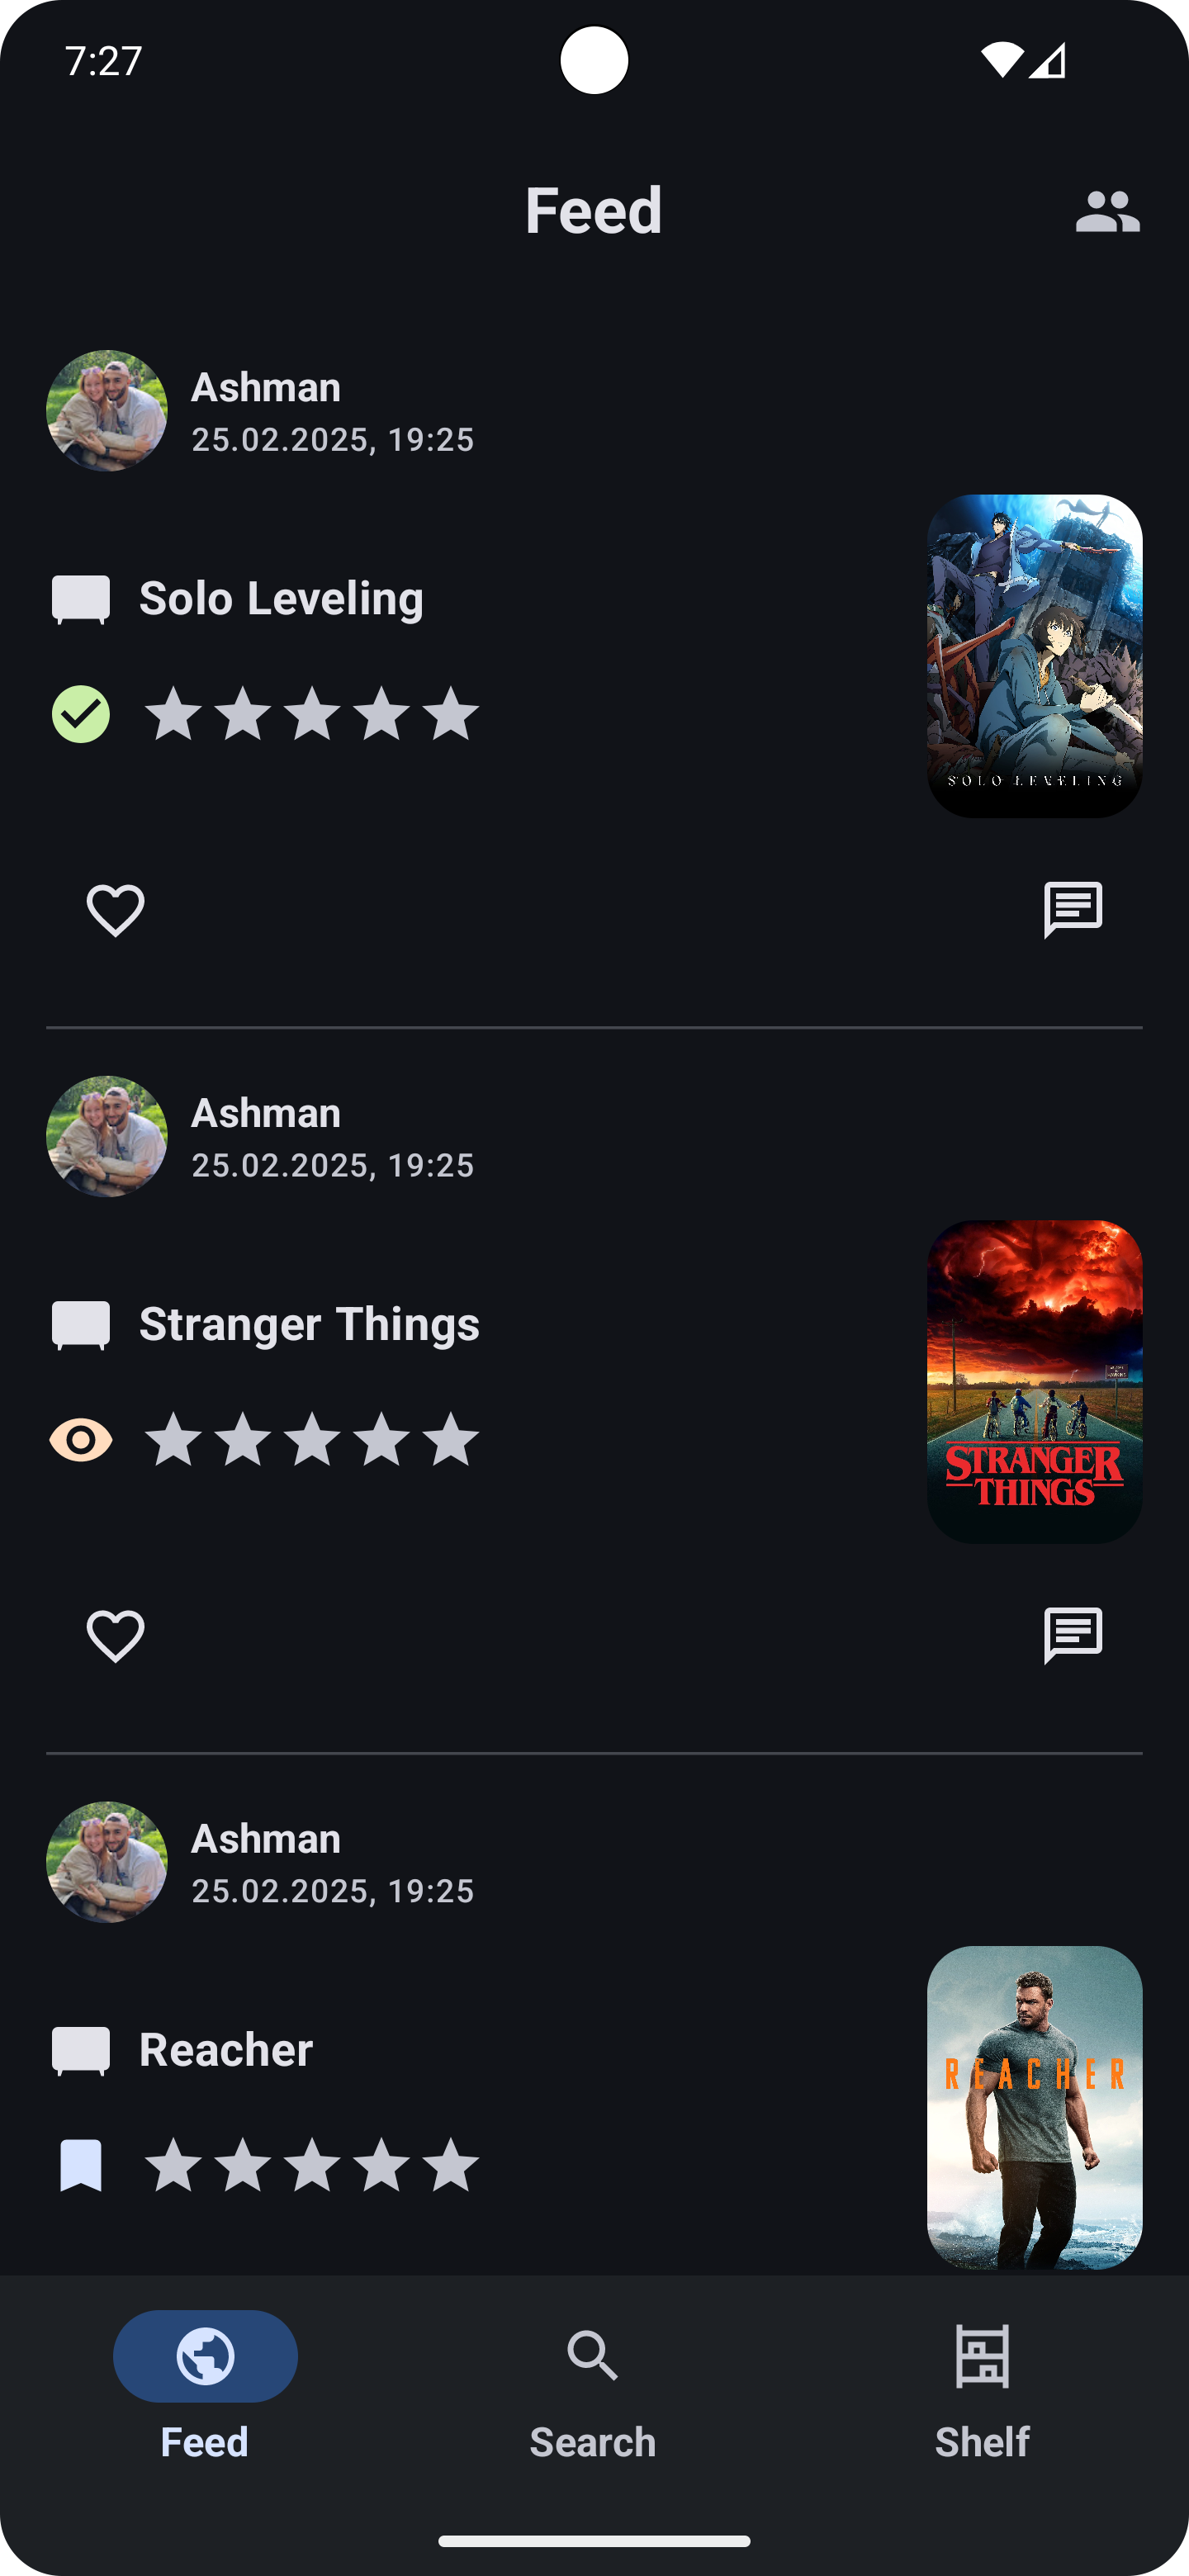 7:27
Feed
Ashman
25.02.2025, 19:25
Solo Leveling
SOLO LEVELING
Ashman
25.02.2025, 19:25
Stranger Things
STRANGER
THINGS
Ashman
25.02.2025, 19:25
Reacher
REACHER
Feed
Search
Shelf